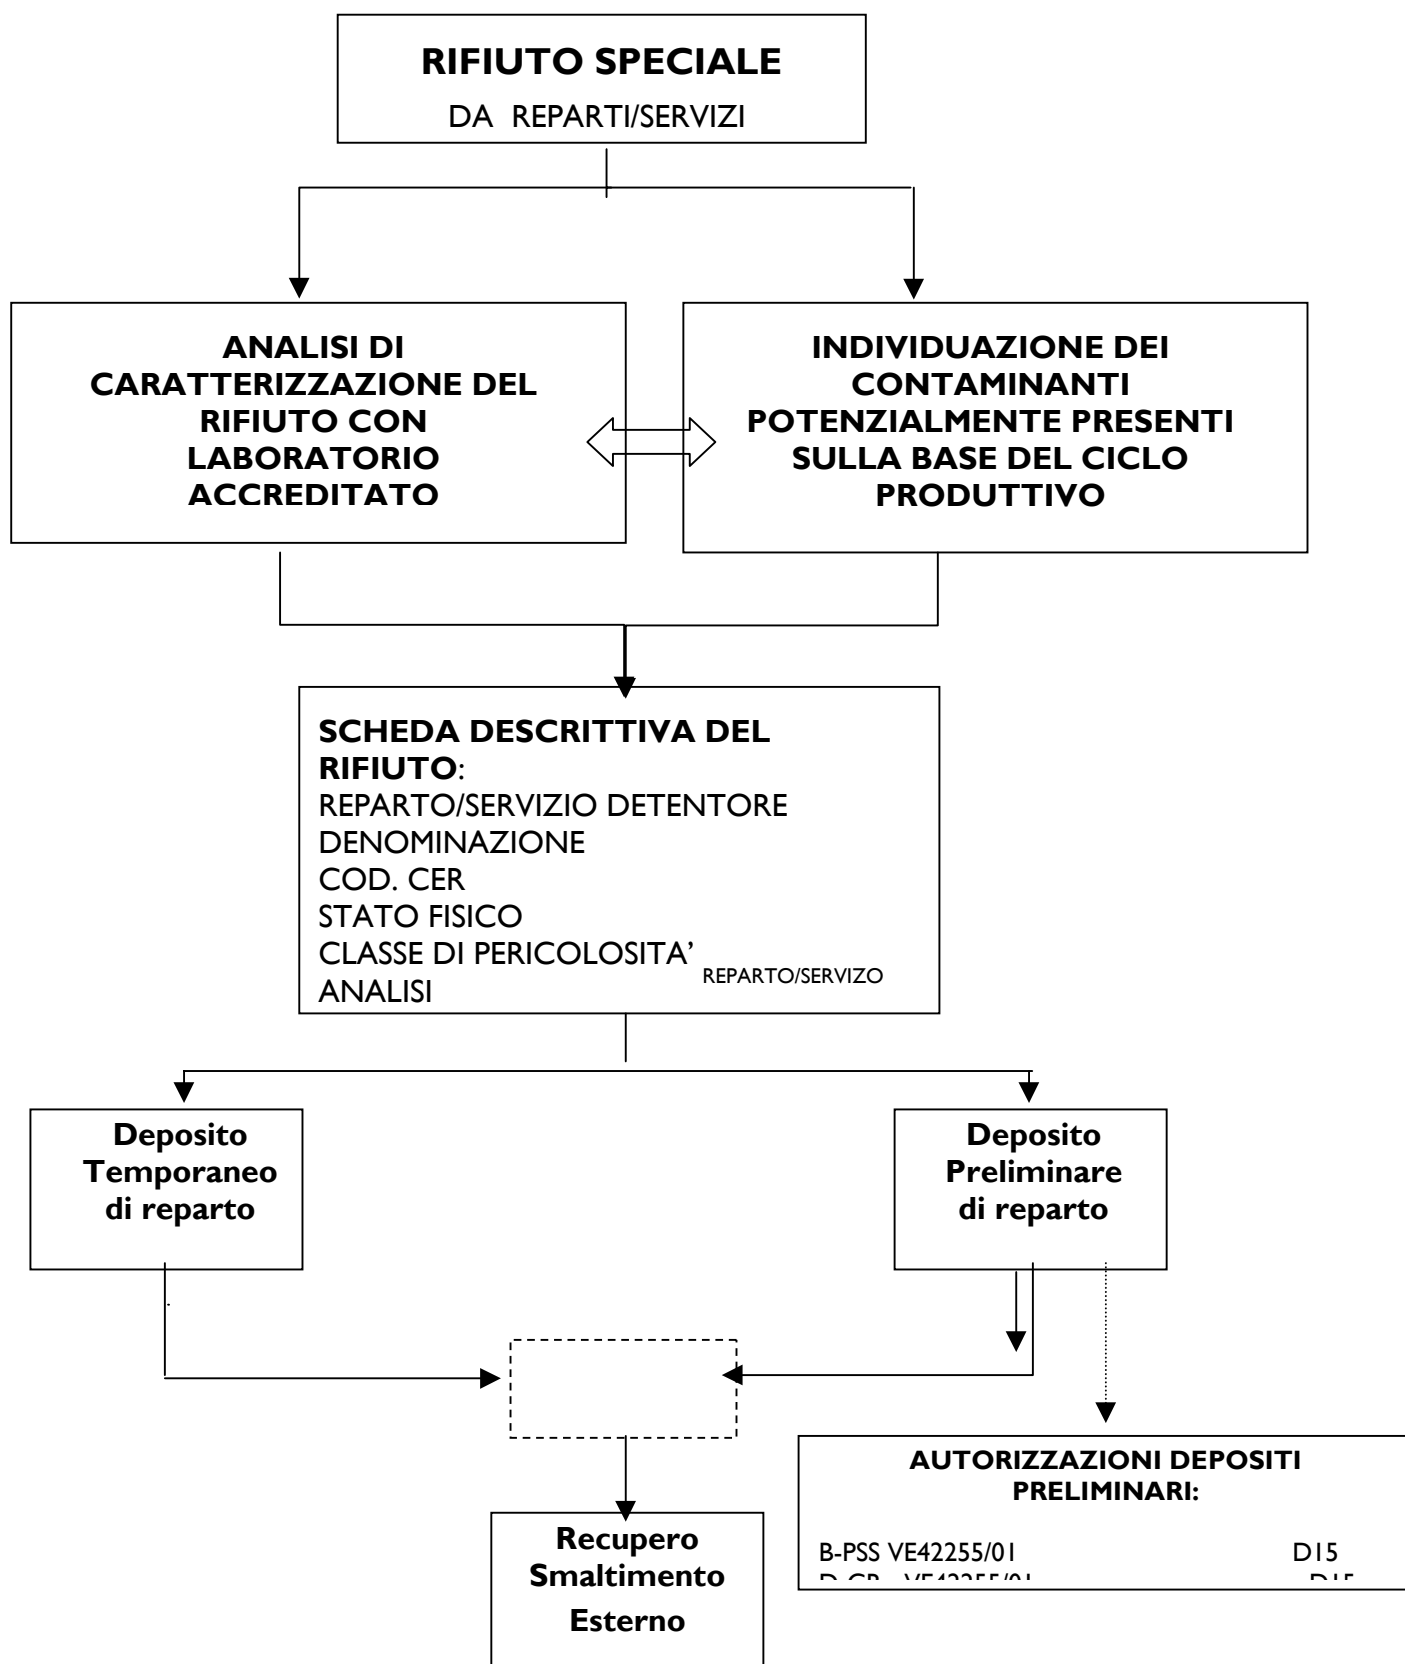 RIFIUTO SPECIALE
DA REPARTI/SERVIZI
ANALISI DI
CARATTERIZZAZIONE DEL
RIFIUTO CON
LABORATORIO
ACCREDITATO
INDIVIDUAZIONE DEI
CONTAMINANTI
POTENZIALMENTE PRESENTI
SULLA BASE DEL CICLO
PRODUTTIVO
SCHEDA DESCRITTIVA DEL
RIFIUTO:
REPARTO/SERVIZIO DETENTORE
DENOMINAZIONE
COD. CER
STATO FISICO
CLASSE DI PERICOLOSITA’
REPARTO/SERVIZO
ANALISI
Deposito
Temporaneo
di reparto
Deposito
Preliminare
di reparto
AUTORIZZAZIONI DEPOSITI
PRELIMINARI:
B-PSS VE42255/01 D15
VE42255/01 D15
Recupero
Smaltimento
Esterno